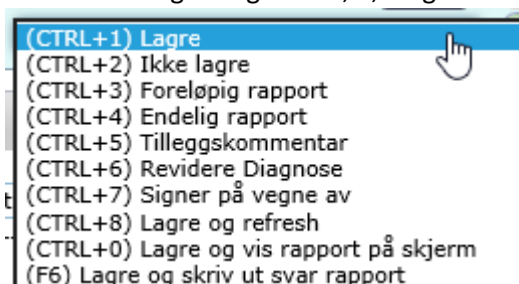 (CTRL+1) Lagre
(CTRL+2) Ikke lagre
(CTRL+3) Foreløpig rapport
(CTRL+4) Endelig rapport
(CTRL+5) Tilleggskommentar
(CTRL+6) Revidere Diagnose
(CTRL+7) Signer på vegne av
(CTRL+8) Lagre og refresh
(CTRL+0) Lagre og vis rapport på skjerm
(F6) Lagre og skriv ut svar rapport